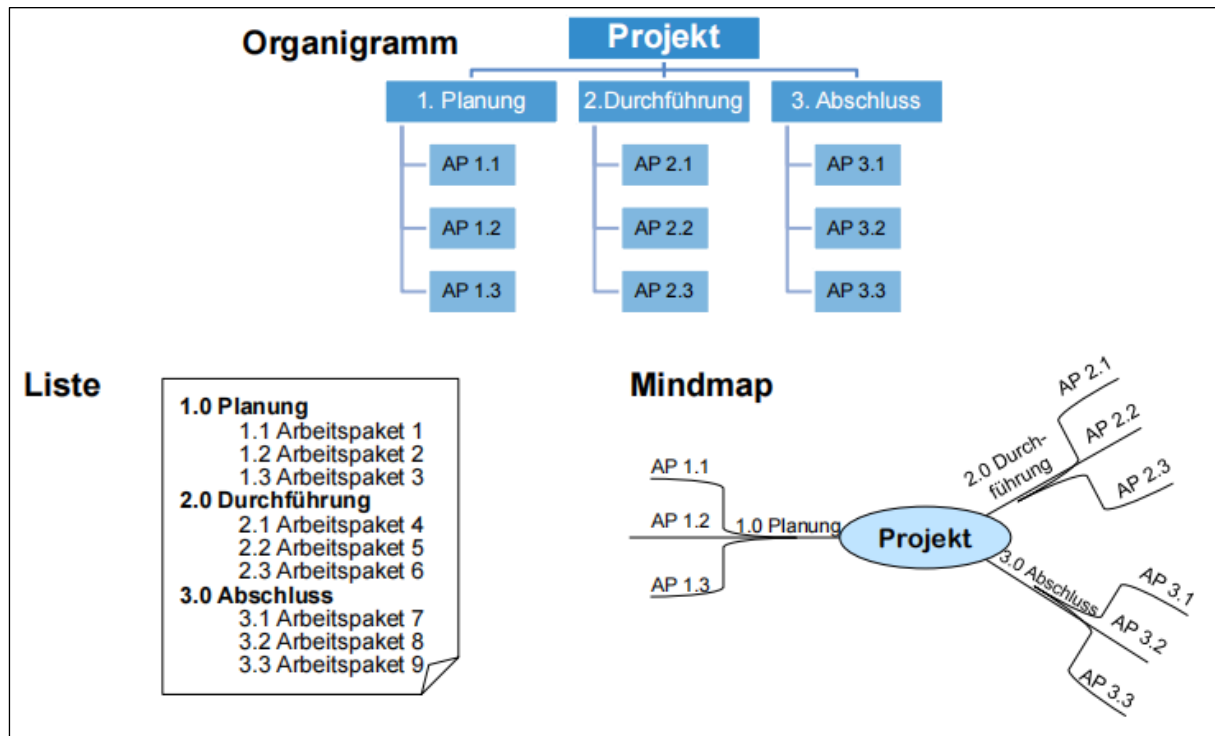 Organigramm
Projekt
1. Planung
2.Durchführung
3. Abschluss
AP 1.1
AP 2.1
AP 3.1
AP 1.2
AP 2.2
AP 3.2
AP 1.3
AP 2.3
AP 3.3
Liste
1.0 Planung
1.1 Arbeitspaket 1
1.2 Arbeitspaket 2
1.3 Arbeitspaket 3
2.0 Durchführung
2.1 Arbeitspaket 4
2.2 Arbeitspaket 5
2.3 Arbeitspaket 6
3.0 Abschluss
3.1 Arbeitspaket 7
3.2 Arbeitspaket 8
3.3 Arbeitspaket 9
Mindmap
Projekt
1.0 Planung
AP 1.1
AP 1.2
AP 1.3
2.0 Durch-
führung
AP 2.1
AP 2.2
AP 2.3
3.0 Abschluss
AP 3.1
AP 3.2
AP 3.3